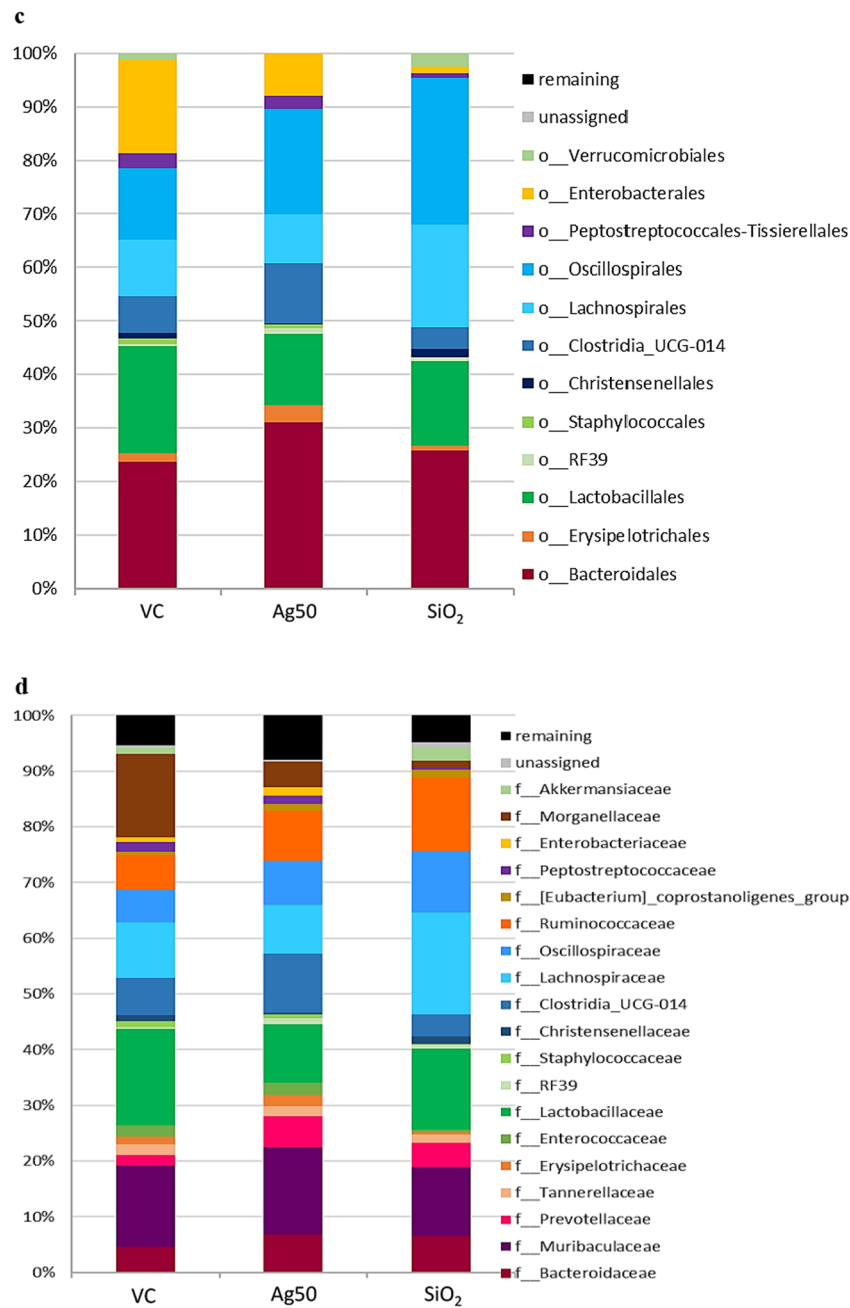 c
100%
90%
80%
70%
60%
50%
40%
30%
20%
10%
0%
VC
Ag50
SiO₂
remaining
unassigned
o__Verrucomicrobiales
o__Enterobacterales
o__Peptostreptococcales-Tissierellales
o__Oscillospirales
o__Lachnospirales
o__Clostridia_UCG-014
o__Christensenellales
o__Staphylococcales
o__RF39
o__Lactobacillales
o__Erysipelotrichales
o__Bacteroidales
d
100%
90%
80%
70%
60%
50%
40%
30%
20%
10%
0%
VC
Ag50
SiO₂
remaining
unassigned
f__Akkermansiaceae
f__Morganellaceae
f__Enterobacteriaceae
f__Peptostreptococcaceae
f__[Eubacterium]_coprostanoligenes_group
f__Ruminococcaceae
f__Oscillospiraceae
f__Lachnospiraceae
f__Clostridia_UCG-014
f__Christensenellaceae
f__Staphylococcaceae
f__RF39
f__Lactobacillaceae
f__Enterococcaceae
f__Erysipelotrichaceae
f__Tannerellaceae
f__Prevotellaceae
f__Muribaculaceae
f__Bacteroidaceae